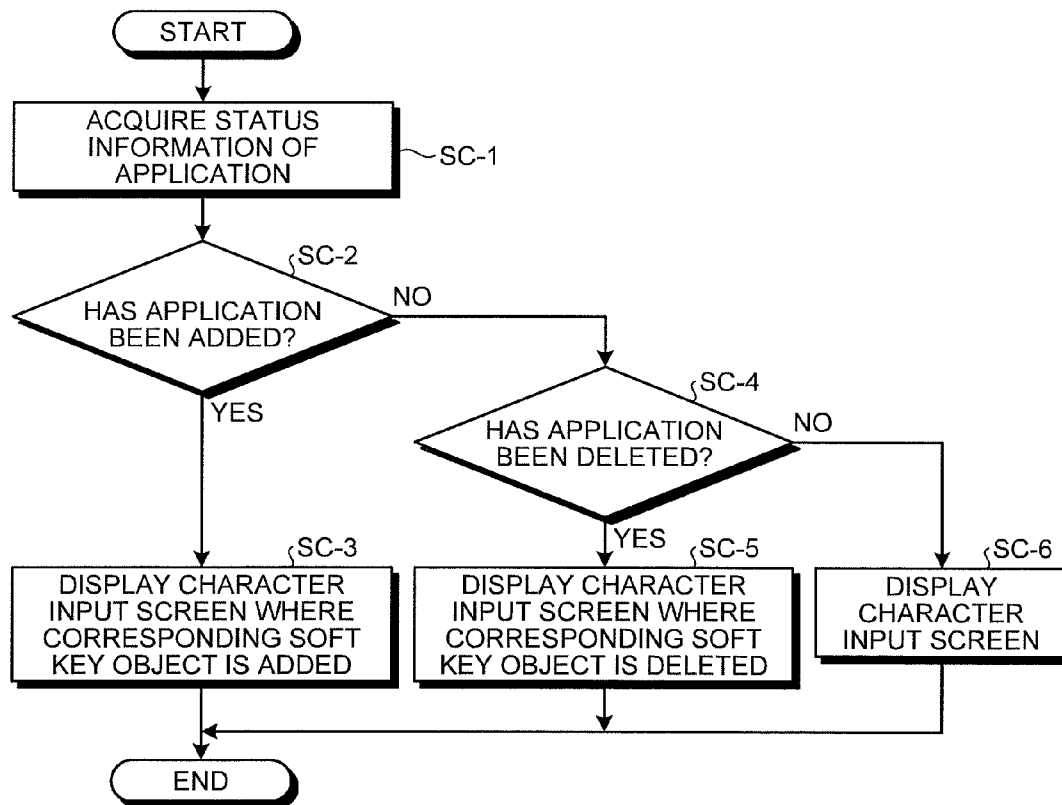 START
ACQUIRE STATUS
INFORMATION OF
APPLICATION
SC-1
SC-2
HAS APPLICATION
BEEN ADDED?
NO
YES
SC-4
HAS APPLICATION
BEEN DELETED?
NO
YES
SC-3
DISPLAY CHARACTER
INPUT SCREEN WHERE
CORRESPONDING SOFT
KEY OBJECT IS ADDED
SC-5
DISPLAY CHARACTER
INPUT SCREEN WHERE
CORRESPONDING SOFT
KEY OBJECT IS DELETED
SC-6
DISPLAY
CHARACTER
INPUT SCREEN
END